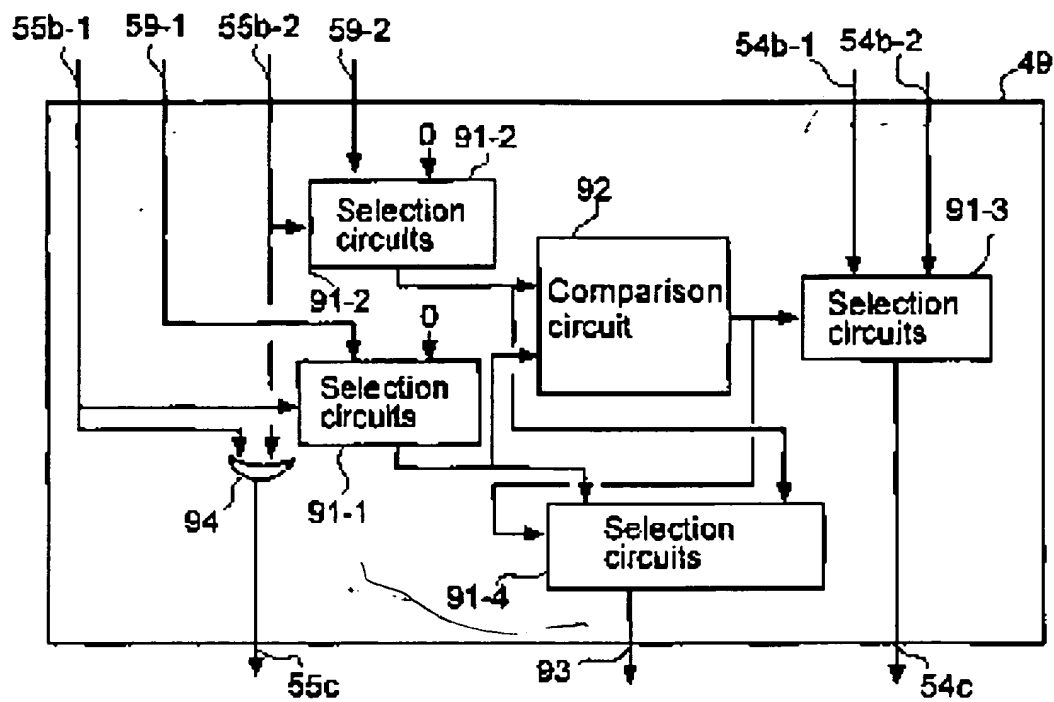 55b-1 59-1 55b-2 59-2
54b-1 54b-2
49
0 91-2
Selection
circuits
91-2
92
Comparison
circuit
91-3
Selection
circuits
0
Selection
circuits
91-1
94
Selection
circuits
91-4
55c
93
54c